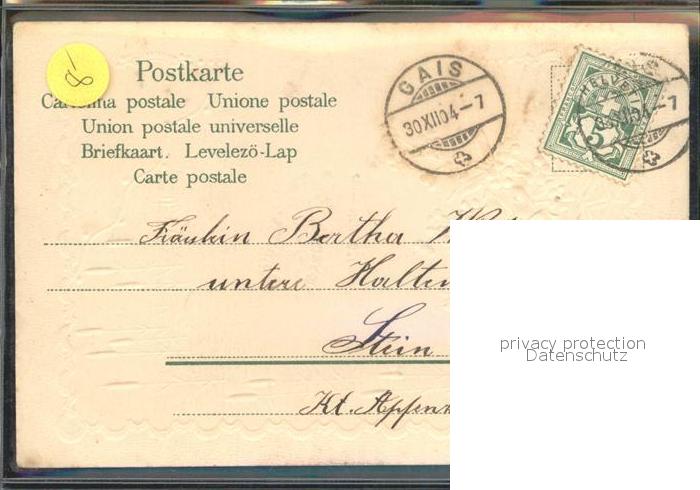 8.-
Postkarte
GAIS
30 XII 04-7
HELVETIA
5
Cartolina postale Unione postale
Union postale universelle
Briefkaart. Levelezö-Lap
Carte postale
Fräulein Bertha
untere
Stein
Kt. Appenz
privacy protection
Datenschutz